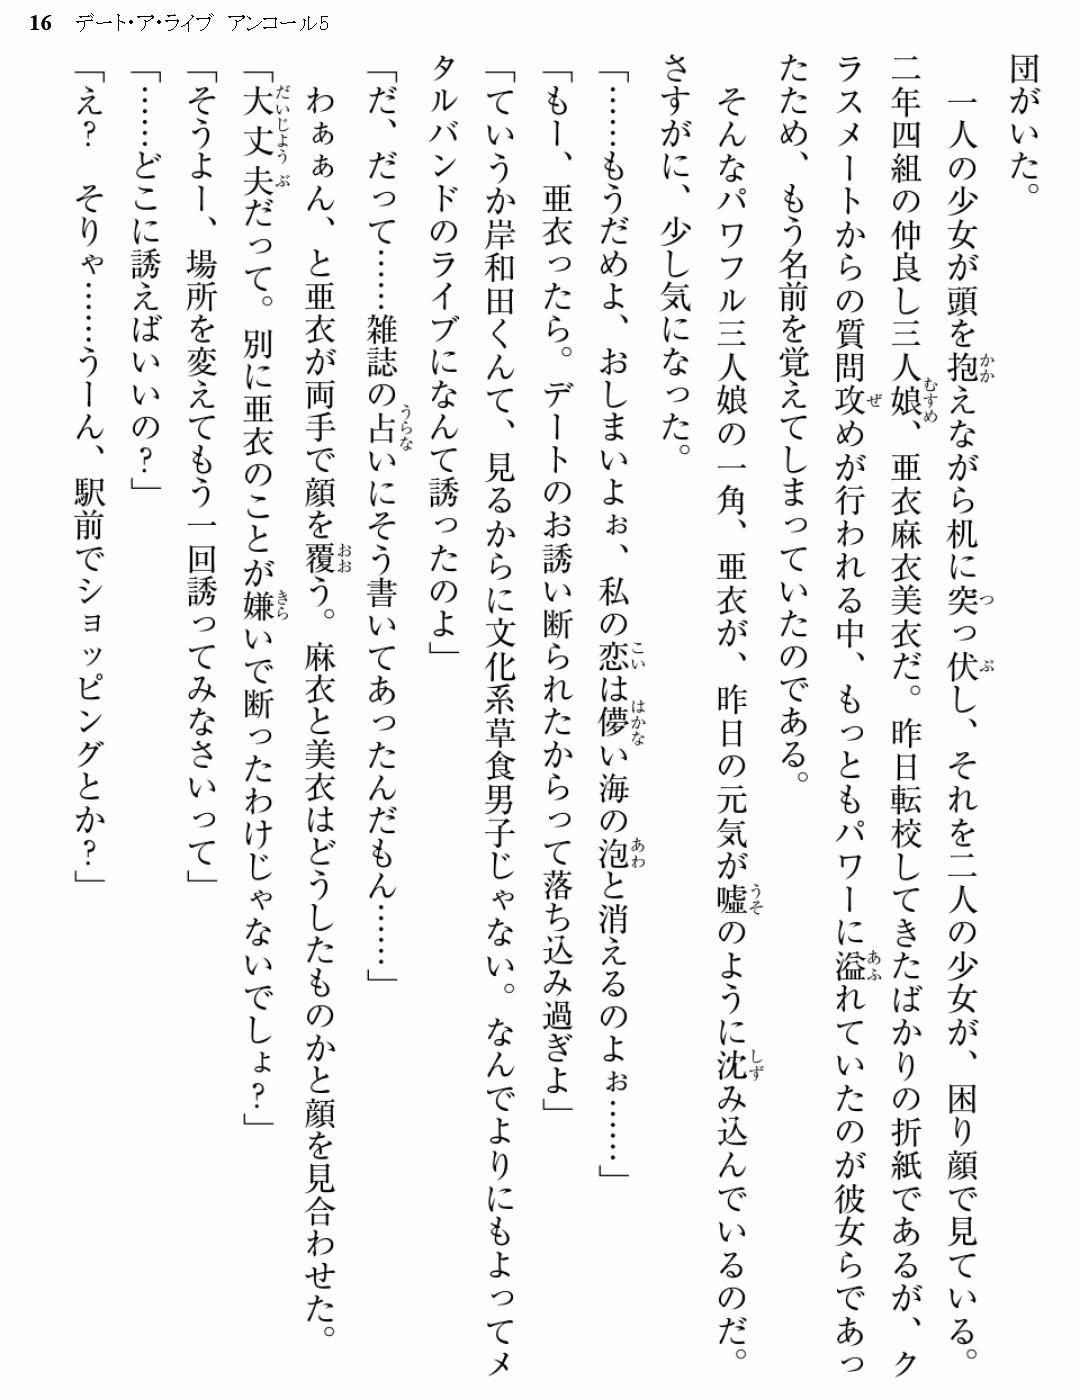 16 デート・ア・ライブ アンコール5
団がいた。
　一人の少女が頭を抱えながら机に突っ伏し、それを二人の少女が、困り顔で見ている。
二年四組の仲良し三人娘、亜衣麻衣美衣だ。昨日転校してきたばかりの折紙であるが、ク
ラスメートからの質問攻めが行われる中、もっともパワーに溢れていたのが彼女らであっ
たため、もう名前を覚えてしまっていたのである。
　そんなパワフル三人娘の一角、亜衣が、昨日の元気が嘘のように沈み込んでいるのだ。
さすがに、少し気になった。
「……もうだめよ、おしまいよぉ、私の恋は儚い海の泡と消えるのよぉ……」
「もー、亜衣ったら。デートのお誘い断られたからって落ち込み過ぎよ」
「ていうか岸和田くんて、見るからに文化系草食男子じゃない。なんでよりにもよってメ
タルバンドのライブになんて誘ったのよ」
「だ、だって……雑誌の占いにそう書いてあったんだもん……」
　わぁぁん、と亜衣が両手で顔を覆う。麻衣と美衣はどうしたものかと顔を見合わせた。
「大丈夫だって。別に亜衣のことが嫌いで断ったわけじゃないでしょ？」
「そうよー、場所を変えてもう一回誘ってみなさいって」
「……どこに誘えばいいの？」
「え？　そりゃ……うーん、駅前でショッピングとか？」